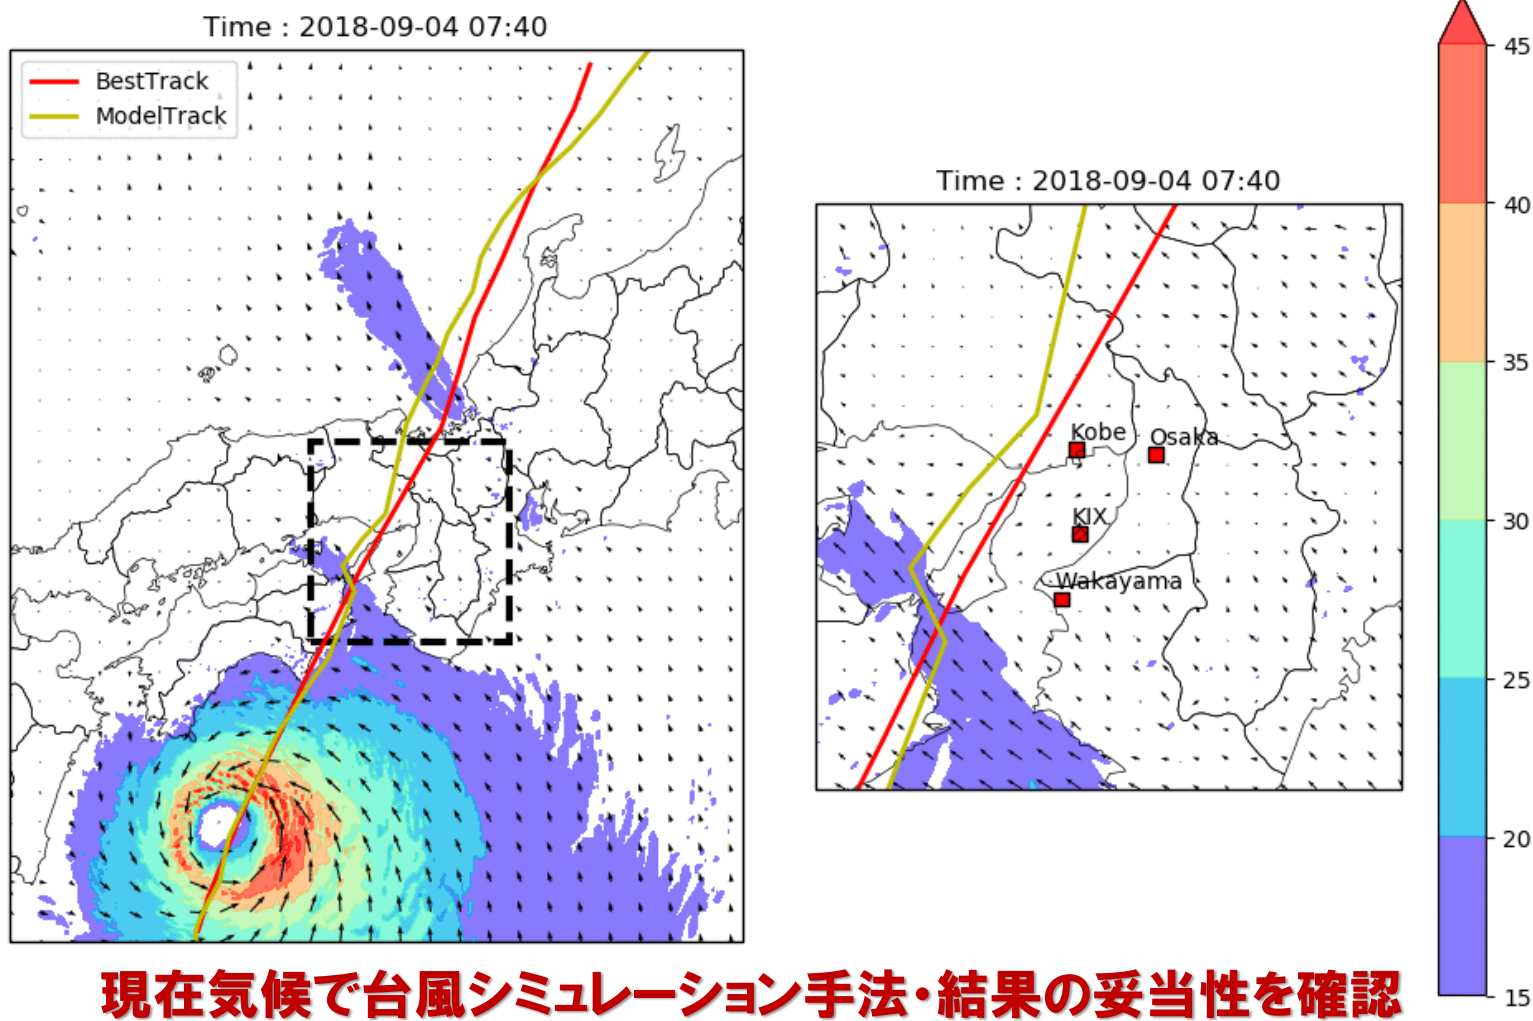 Time : 2018-09-04 07:40
BestTrack
ModelTrack
Time : 2018-09-04 07:40
Kobe
Osaka
KIX
Wakayama
45
40
35
30
25
20
15
現在気候で台風シミュレーション手法・結果の妥当性を確認